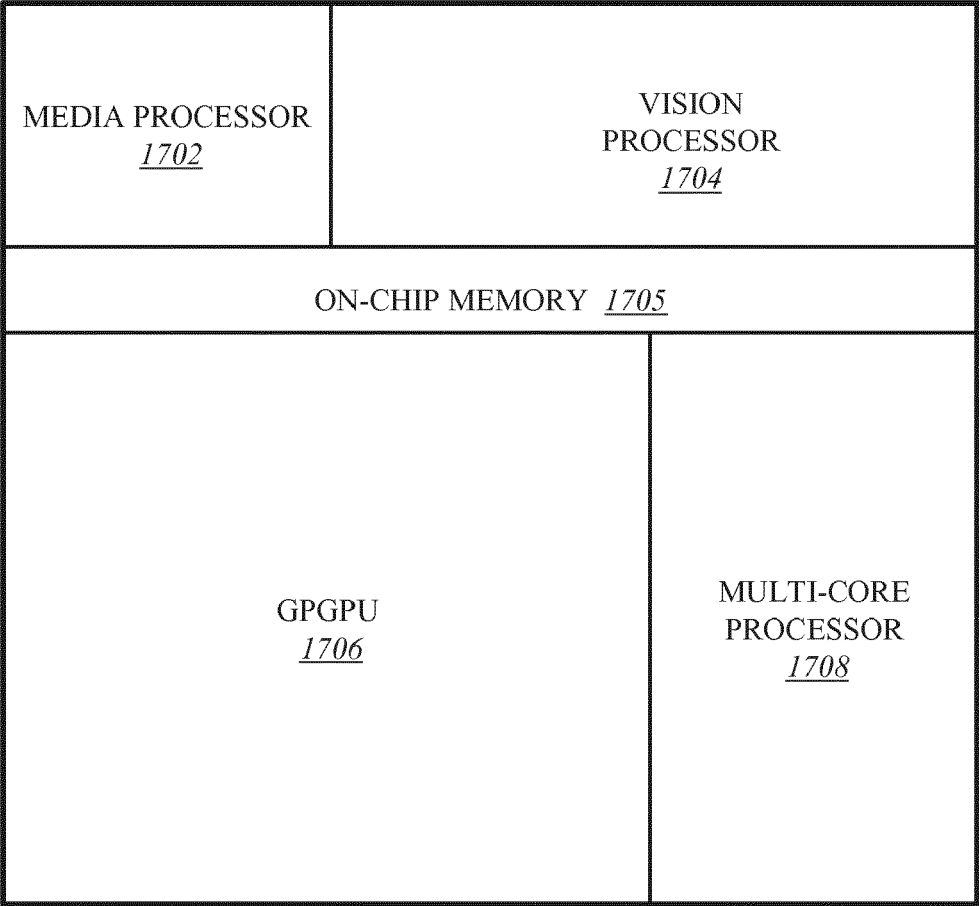 MEDIA PROCESSOR
1702
VISION
PROCESSOR
1704
ON-CHIP MEMORY 1705
GPGPU
1706
MULTI-CORE
PROCESSOR
1708